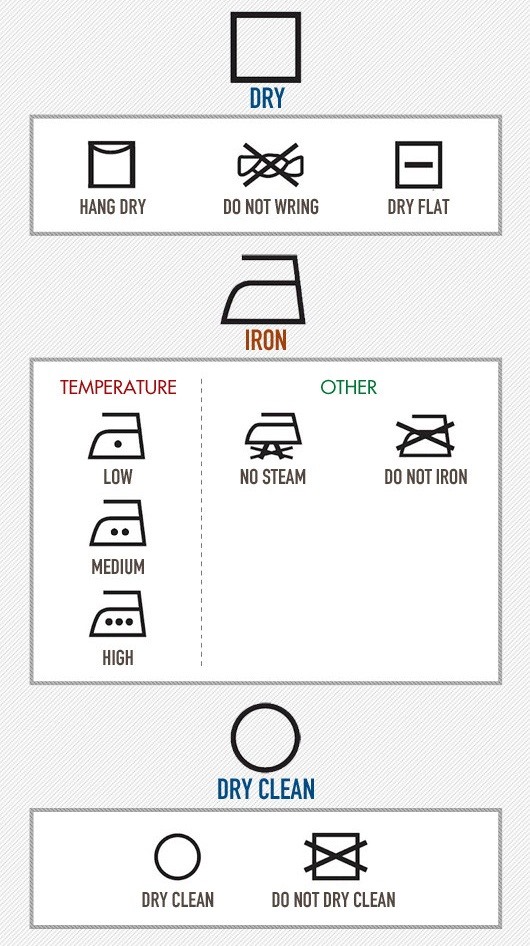 DRY
HANG DRY
DO NOT WRING
DRY FLAT
IRON
TEMPERATURE
OTHER
LOW
NO STEAM
DO NOT IRON
MEDIUM
HIGH
DRY CLEAN
DRY CLEAN
DO NOT DRY CLEAN